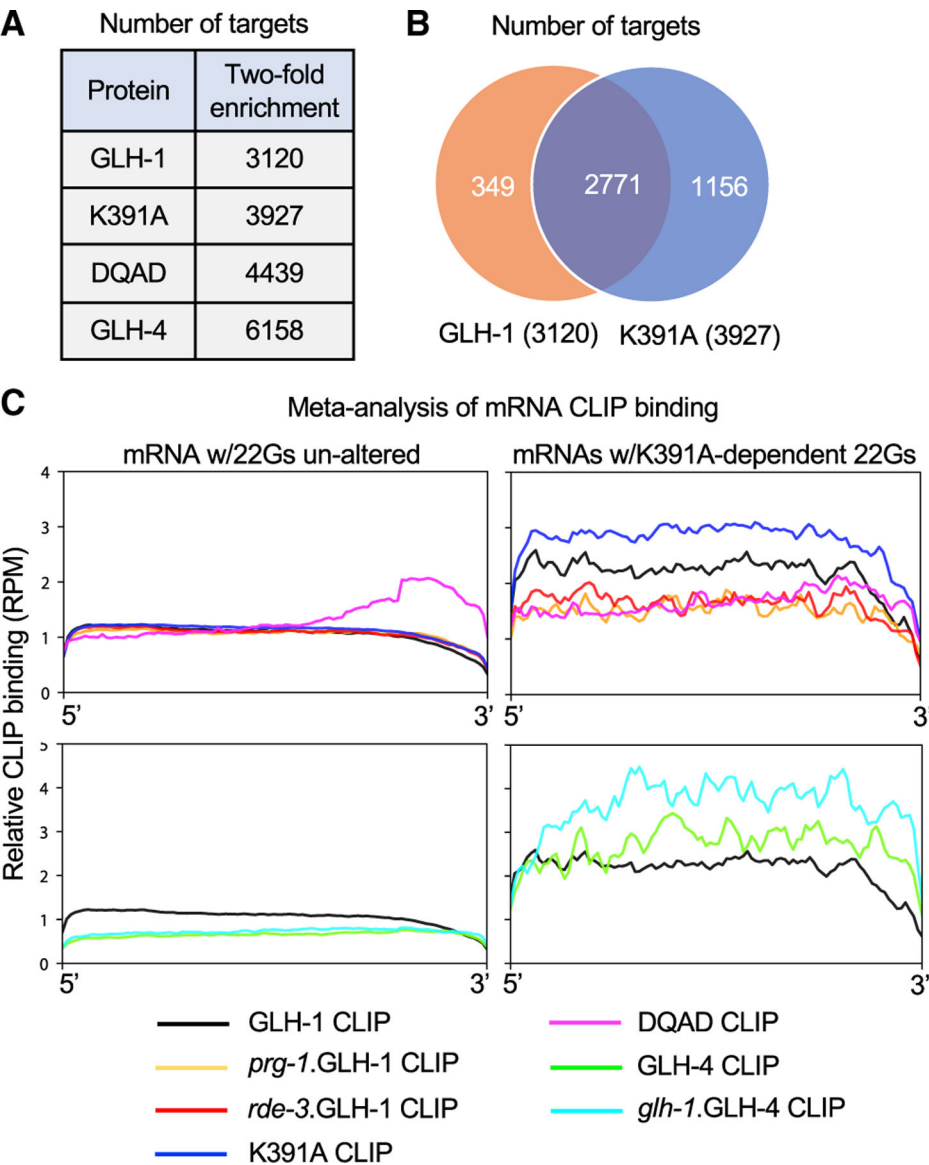 A
Number of targets
Protein
Two-fold
enrichment
GLH-1
3120
K391A
3927
DQAD
4439
GLH-4
6158
B
Number of targets
349
2771
1156
GLH-1 (3120)
K391A (3927)
C
Meta-analysis of mRNA CLIP binding
mRNA w/22Gs un-altered
mRNAs w/K391A-dependent 22Gs
Relative CLIP binding (RPM)
4
3
2
1
0
5’
3’
5’
3’
5
4
3
2
1
0
5’
3’
5’
3’
GLH-1 CLIP
prg-1.GLH-1 CLIP
rde-3.GLH-1 CLIP
K391A CLIP
DQAD CLIP
GLH-4 CLIP
glh-1.GLH-4 CLIP